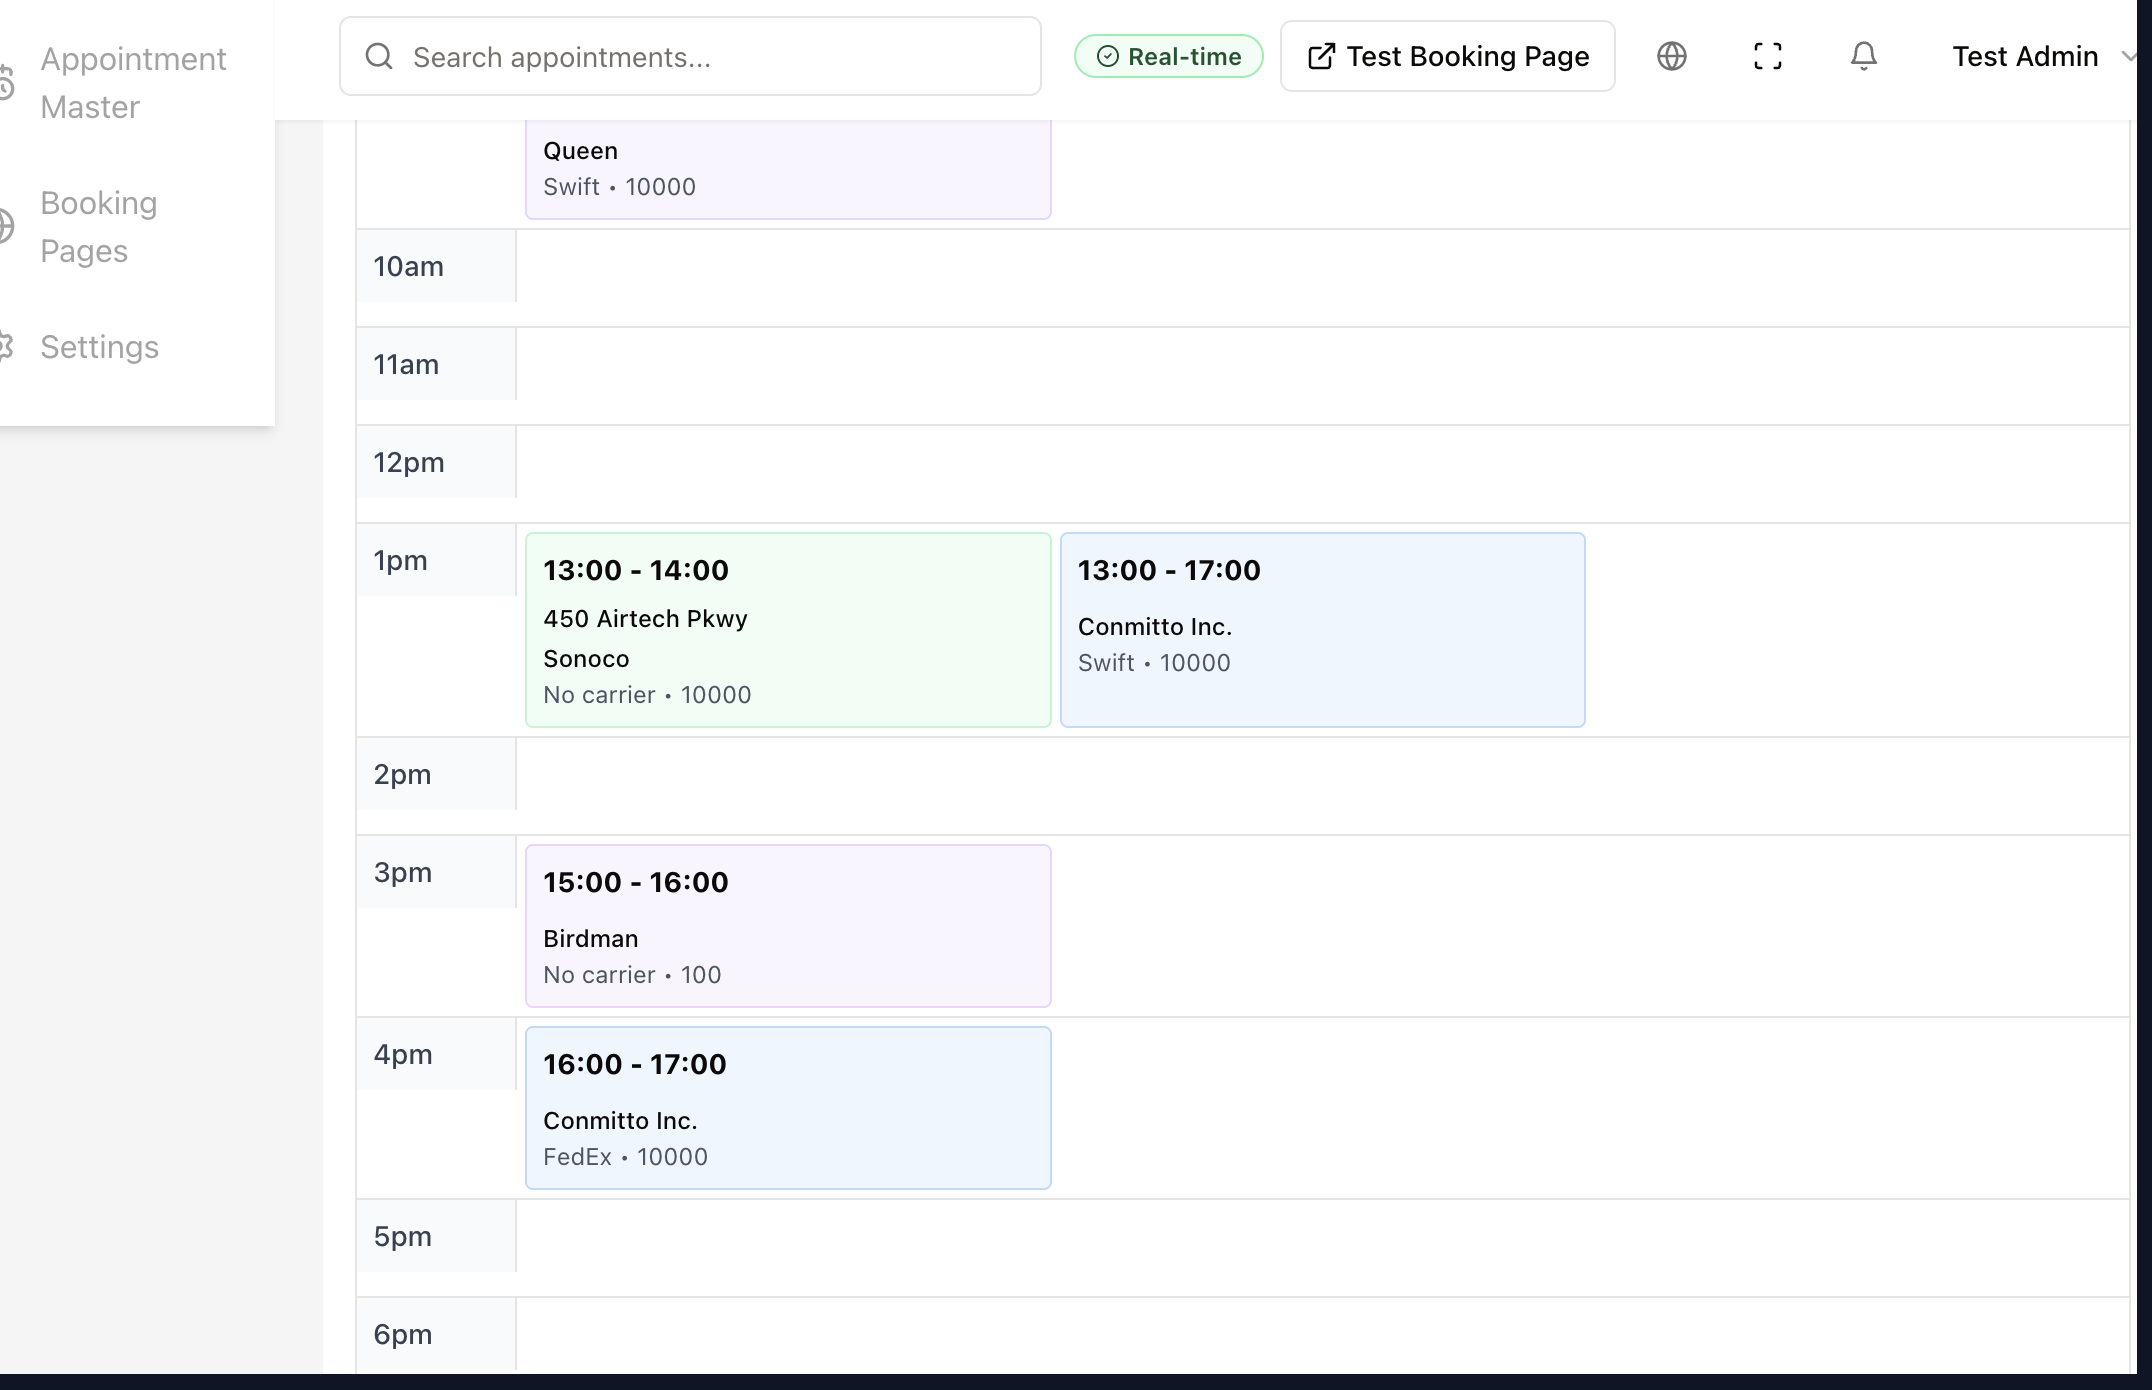 Appointment
Master
Booking
Pages
Settings
Search appointments...
Real-time
Test Booking Page
Test Admin
Queen
Swift • 10000
10am
11am
12pm
1pm
13:00 - 14:00
450 Airtech Pkwy
Sonoco
No carrier • 10000
13:00 - 17:00
Conmitto Inc.
Swift • 10000
2pm
3pm
15:00 - 16:00
Birdman
No carrier • 100
4pm
16:00 - 17:00
Conmitto Inc.
FedEx • 10000
5pm
6pm